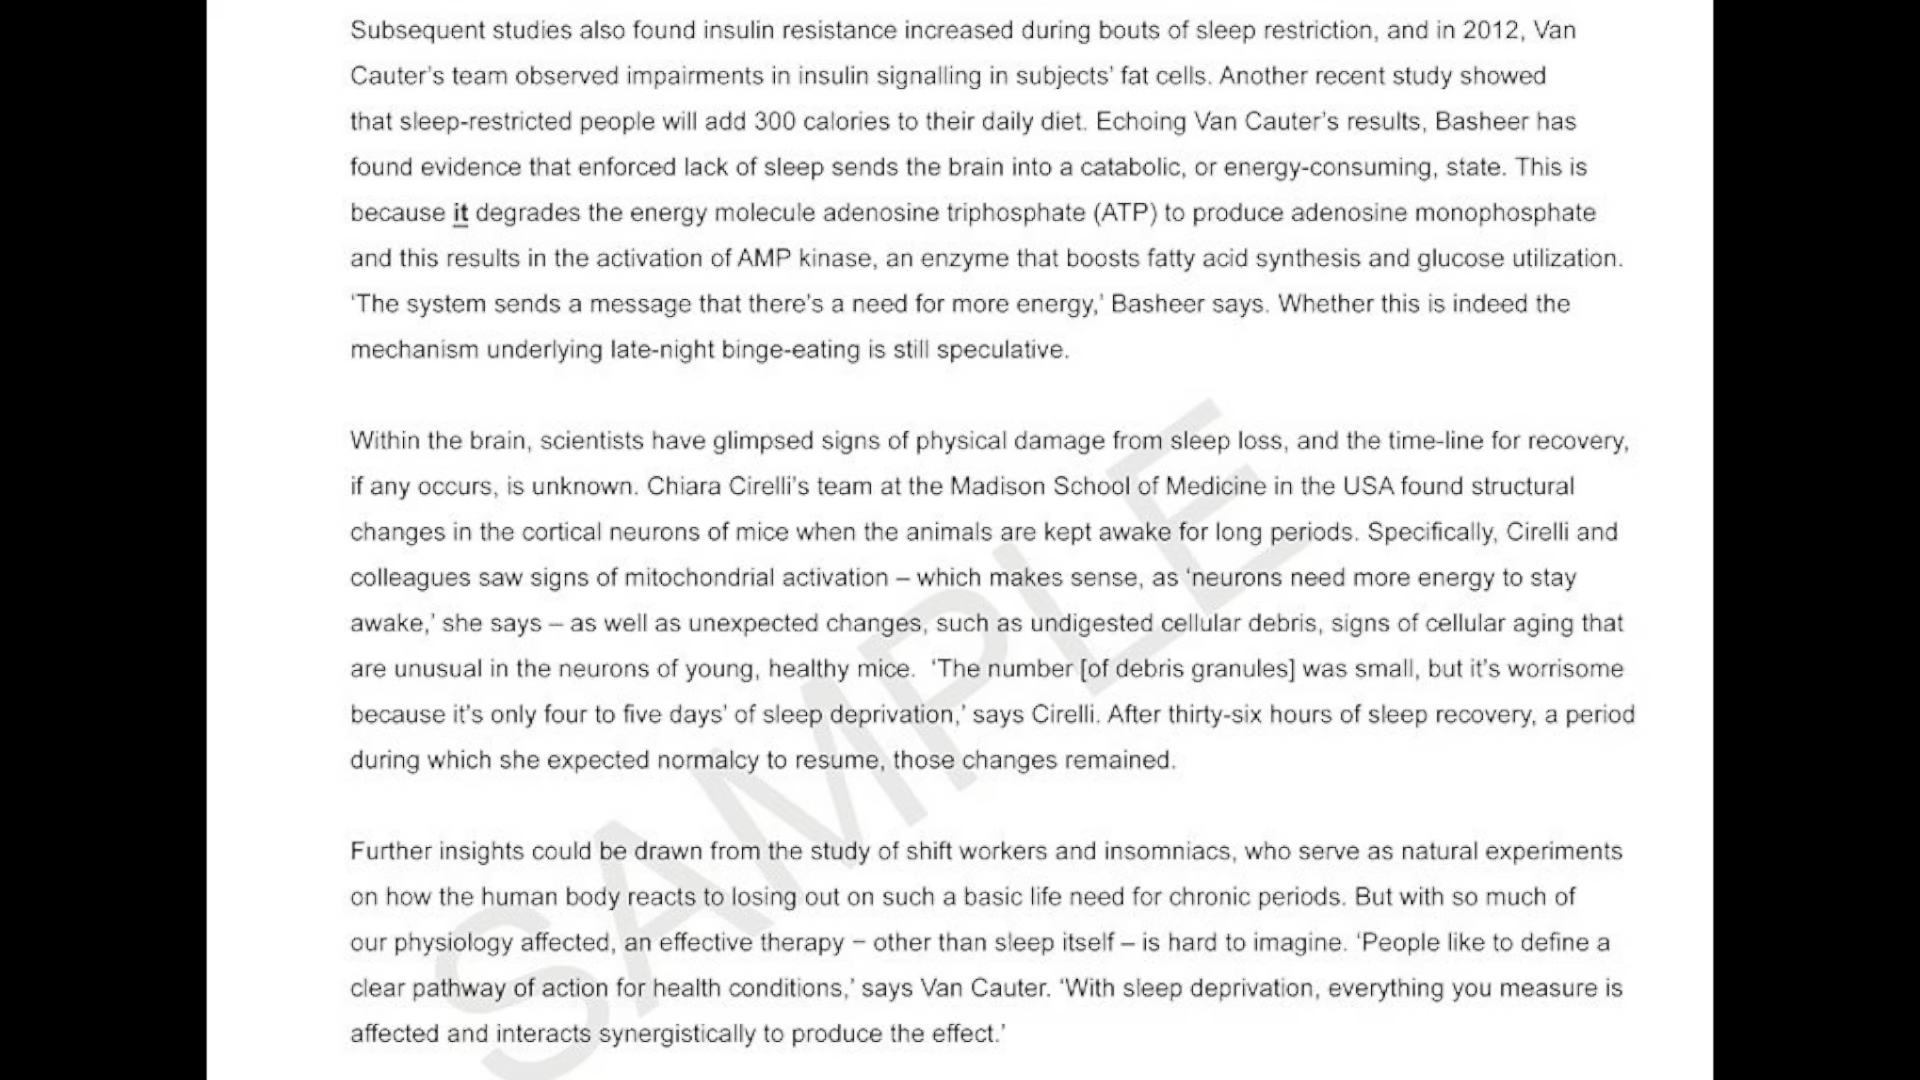 Subsequent studies also found insulin resistance increased during bouts of sleep restriction, and in 2012, Van
Cauter's team observed impairments in insulin signalling in subjects' fat cells. Another recent study showed
that sleep-restricted people will add 300 calories to their daily diet. Echoing Van Cauter's results, Basheer has
found evidence that enforced lack of sleep sends the brain into a catabolic, or energy-consuming, state. This is
because it degrades the energy molecule adenosine triphosphate (ATP) to produce adenosine monophosphate
and this results in the activation of AMP kinase, an enzyme that boosts fatty acid synthesis and glucose utilization.
'The system sends a message that there's a need for more energy,' Basheer says. Whether this is indeed the
mechanism underlying late-night binge-eating is still speculative.
Within the brain, scientists have glimpsed signs of physical damage from sleep loss, and the time-line for recovery,
if any occurs, is unknown. Chiara Cirelli's team at the Madison School of Medicine in the USA found structural
changes in the cortical neurons of mice when the animals are kept awake for long periods. Specifically, Cirelli and
colleagues saw signs of mitochondrial activation – which makes sense, as 'neurons need more energy to stay
awake,' she says – as well as unexpected changes, such as undigested cellular debris, signs of cellular aging that
are unusual in the neurons of young, healthy mice. 'The number [of debris granules] was small, but it's worrisome
because it's only four to five days' of sleep deprivation,' says Cirelli. After thirty-six hours of sleep recovery, a period
during which she expected normalcy to resume, those changes remained.
Further insights could be drawn from the study of shift workers and insomniacs, who serve as natural experiments
on how the human body reacts to losing out on such a basic life need for chronic periods. But with so much of
our physiology affected, an effective therapy – other than sleep itself – is hard to imagine. 'People like to define a
clear pathway of action for health conditions,' says Van Cauter. 'With sleep deprivation, everything you measure is
affected and interacts synergistically to produce the effect.'
SAMPLE